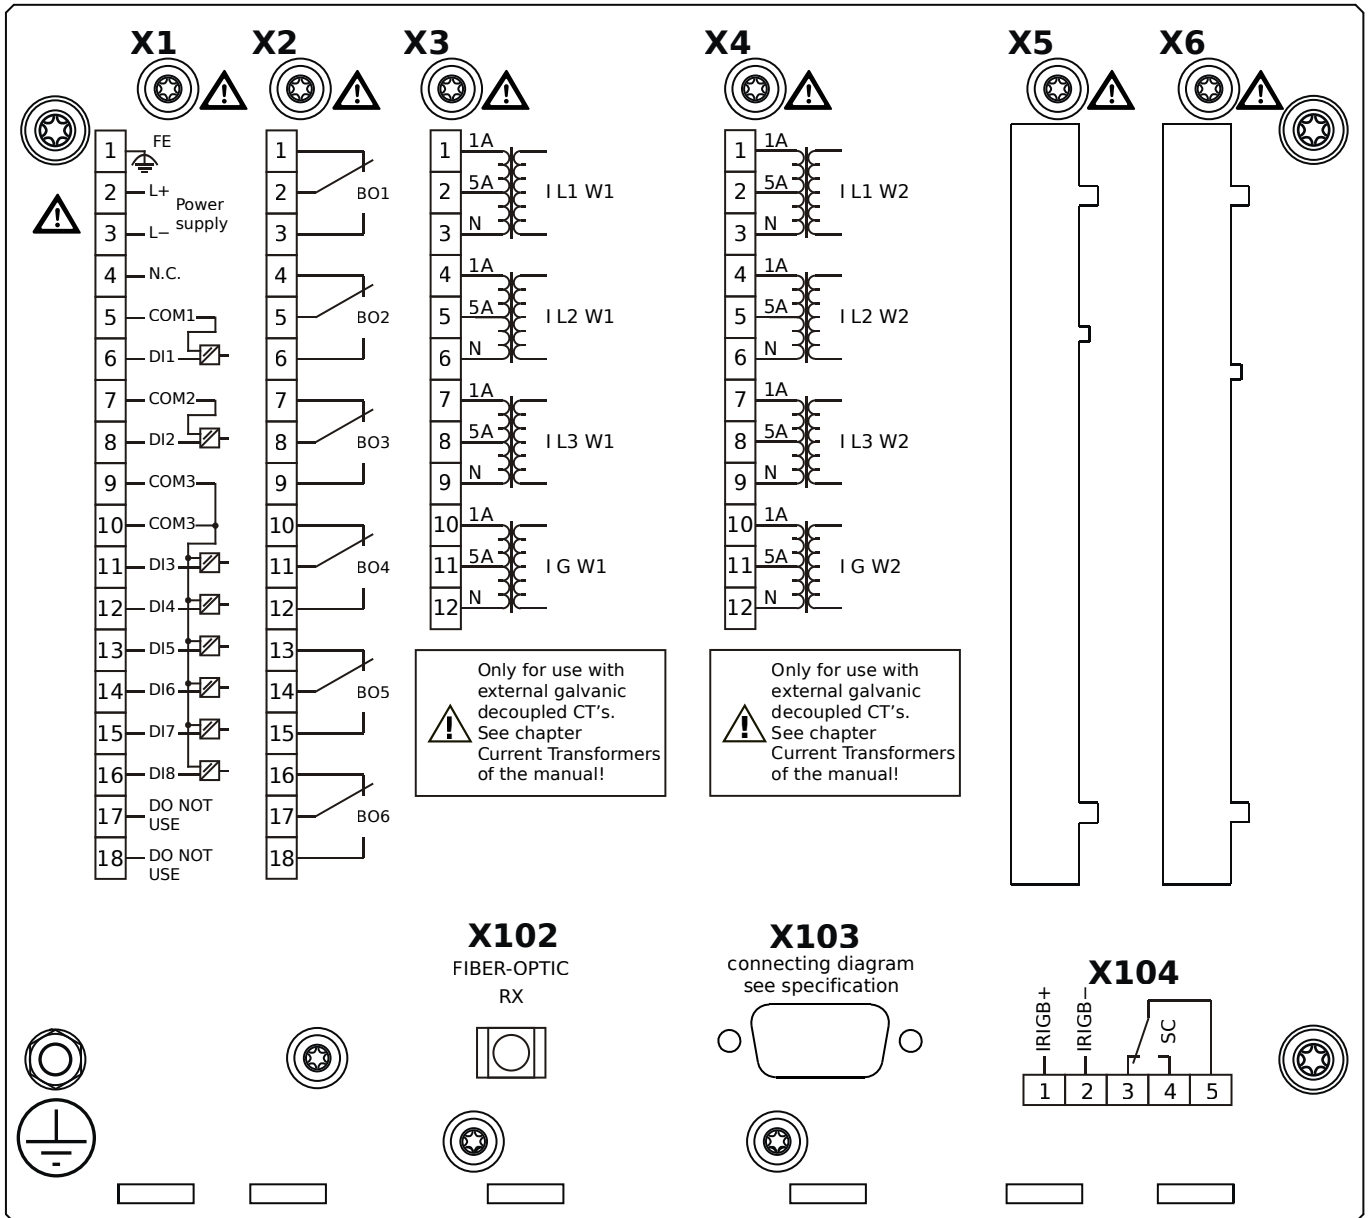 X1
X2
X3
X4
X5
X6
1 FE
2 L+
Power
supply
3 L−
4 N.C.
5 COM1
6 DI1
7 COM2
8 DI2
9 COM3
10 COM3
11 DI3
12 DI4
13 DI5
14 DI6
15 DI7
16 DI8
17 DO NOT
USE
18 DO NOT
USE
1
2 BO1
3
4
5 BO2
6
7
8 BO3
9
10
11 BO4
12
13
14 BO5
15
16
17 BO6
18
1 1A
2 5A I L1 W1
3 N
4 1A
5 5A I L2 W1
6 N
7 1A
8 5A I L3 W1
9 N
10 1A
11 5A I G W1
12 N
Only for use with
external galvanic
decoupled CT's.
See chapter
Current Transformers
of the manual!
1 1A
2 5A I L1 W2
3 N
4 1A
5 5A I L2 W2
6 N
7 1A
8 5A I L3 W2
9 N
10 1A
11 5A I G W2
12 N
Only for use with
external galvanic
decoupled CT's.
See chapter
Current Transformers
of the manual!
X102
FIBER-OPTIC
RX
X103
connecting diagram
see specification
X104
IRIGB+
IRIGB−
SC
1 2 3 4 5